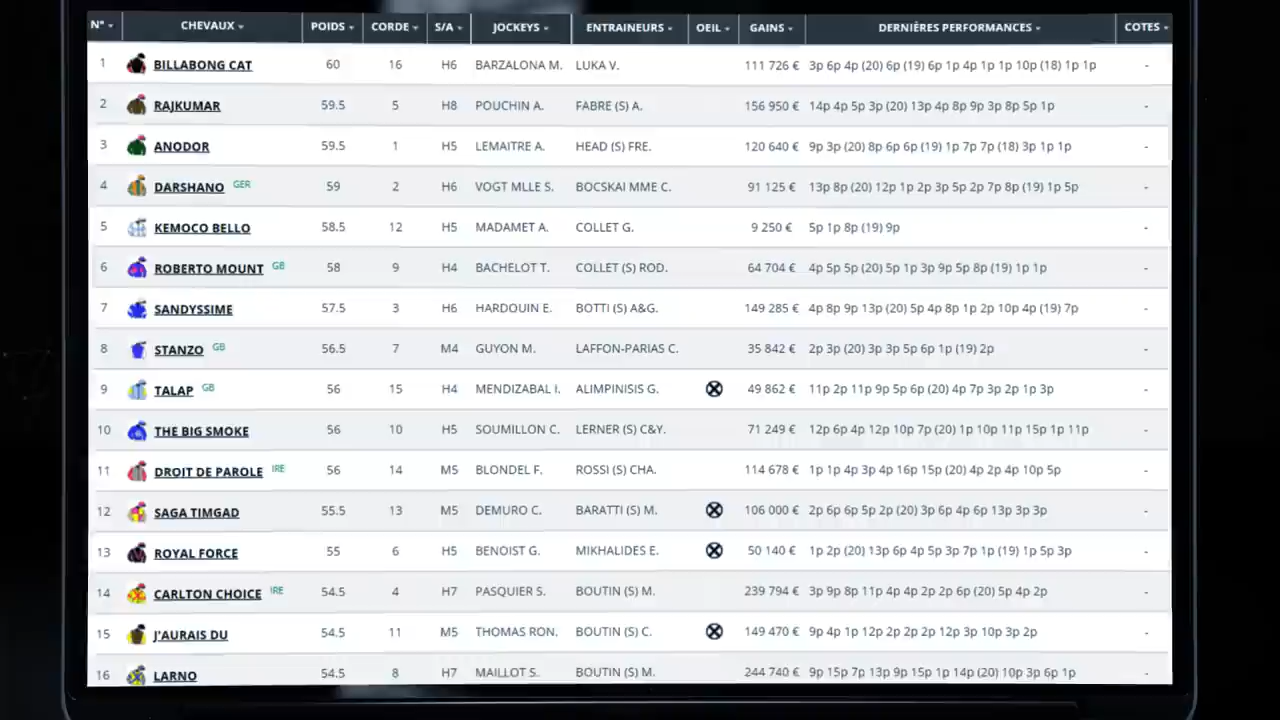 N° CHEVAUX POIDS CORDE S/A JOCKEYS ENTRAINEURS OEIL GAINS DERNIÈRES PERFORMANCES COTES
1 BILLABONG CAT 60 16 H6 BARZALONA M. LUKA V. 111 726 € 3p 6p 4p (20) 6p (19) 6p 1p 4p 1p 1p 10p (18) 1p 1p -
2 RAJKUMAR 59.5 5 H8 POUCHIN A. FABRE (S) A. 156 950 € 14p 4p 5p 3p (20) 13p 4p 8p 9p 3p 8p 5p 1p -
3 ANODOR 59.5 1 H5 LEMAITRE A. HEAD (S) FRE. 120 640 € 9p 3p (20) 8p 6p 6p (19) 1p 7p 7p (18) 3p 1p 1p -
4 DARSHANO GER 59 2 H6 VOGT MLLE S. BOCSKAI MME C. 91 125 € 13p 8p (20) 12p 1p 2p 3p 5p 2p 7p 8p (19) 1p 5p -
5 KEMOCO BELLO 58.5 12 H5 MADAMET A. COLLET G. 9 250 € 5p 1p 8p (19) 9p -
6 ROBERTO MOUNT GB 58 9 H4 BACHELOT T. COLLET (S) ROD. 64 704 € 4p 5p 5p (20) 5p 1p 3p 9p 5p 8p (19) 1p 1p -
7 SANDYSSIME 57.5 3 H6 HARDOUIN E. BOTTI (S) A&G. 149 285 € 4p 8p 9p 13p (20) 5p 4p 8p 1p 2p 10p 4p (19) 7p -
8 STANZO GB 56.5 7 M4 GUYON M. LAFFON-PARIAS C. 35 842 € 2p 3p (20) 3p 3p 5p 6p 1p (19) 2p -
9 TALAP GB 56 15 H4 MENDIZABAL I. ALIMPINISIS G. 49 862 € 11p 2p 11p 9p 5p 6p (20) 4p 7p 3p 2p 1p 3p -
10 THE BIG SMOKE 56 10 H5 SOUMILLON C. LERNER (S) C&Y. 71 249 € 12p 6p 4p 12p 10p 7p (20) 1p 10p 11p 15p 1p 11p -
11 DROIT DE PAROLE IRE 56 14 M5 BLONDEL F. ROSSI (S) CHA. 114 678 € 1p 1p 4p 3p 4p 16p 15p (20) 4p 2p 4p 10p 5p -
12 SAGA TIMGAD 55.5 13 M5 DEMURO C. BARATTI (S) M. 106 000 € 2p 6p 6p 5p 2p (20) 3p 6p 4p 6p 13p 3p 3p -
13 ROYAL FORCE 55 6 H5 BENOIST G. MIKHALIDES E. 50 140 € 1p 2p (20) 13p 6p 4p 5p 3p 7p 1p (19) 1p 5p 3p -
14 CARLTON CHOICE IRE 54.5 4 H7 PASQUIER S. BOUTIN (S) M. 239 794 € 3p 9p 8p 11p 4p 4p 2p 2p 6p (20) 5p 4p 2p -
15 J'AURAIS DU 54.5 11 M5 THOMAS RON. BOUTIN (S) C. 149 470 € 9p 4p 1p 12p 2p 2p 2p 12p 3p 10p 3p 2p -
16 LARNO 54.5 8 H7 MAILLOT S. BOUTIN (S) M. 244 740 € 9p 15p 7p 13p 9p 15p 1p 14p (20) 10p 3p 6p 1p -